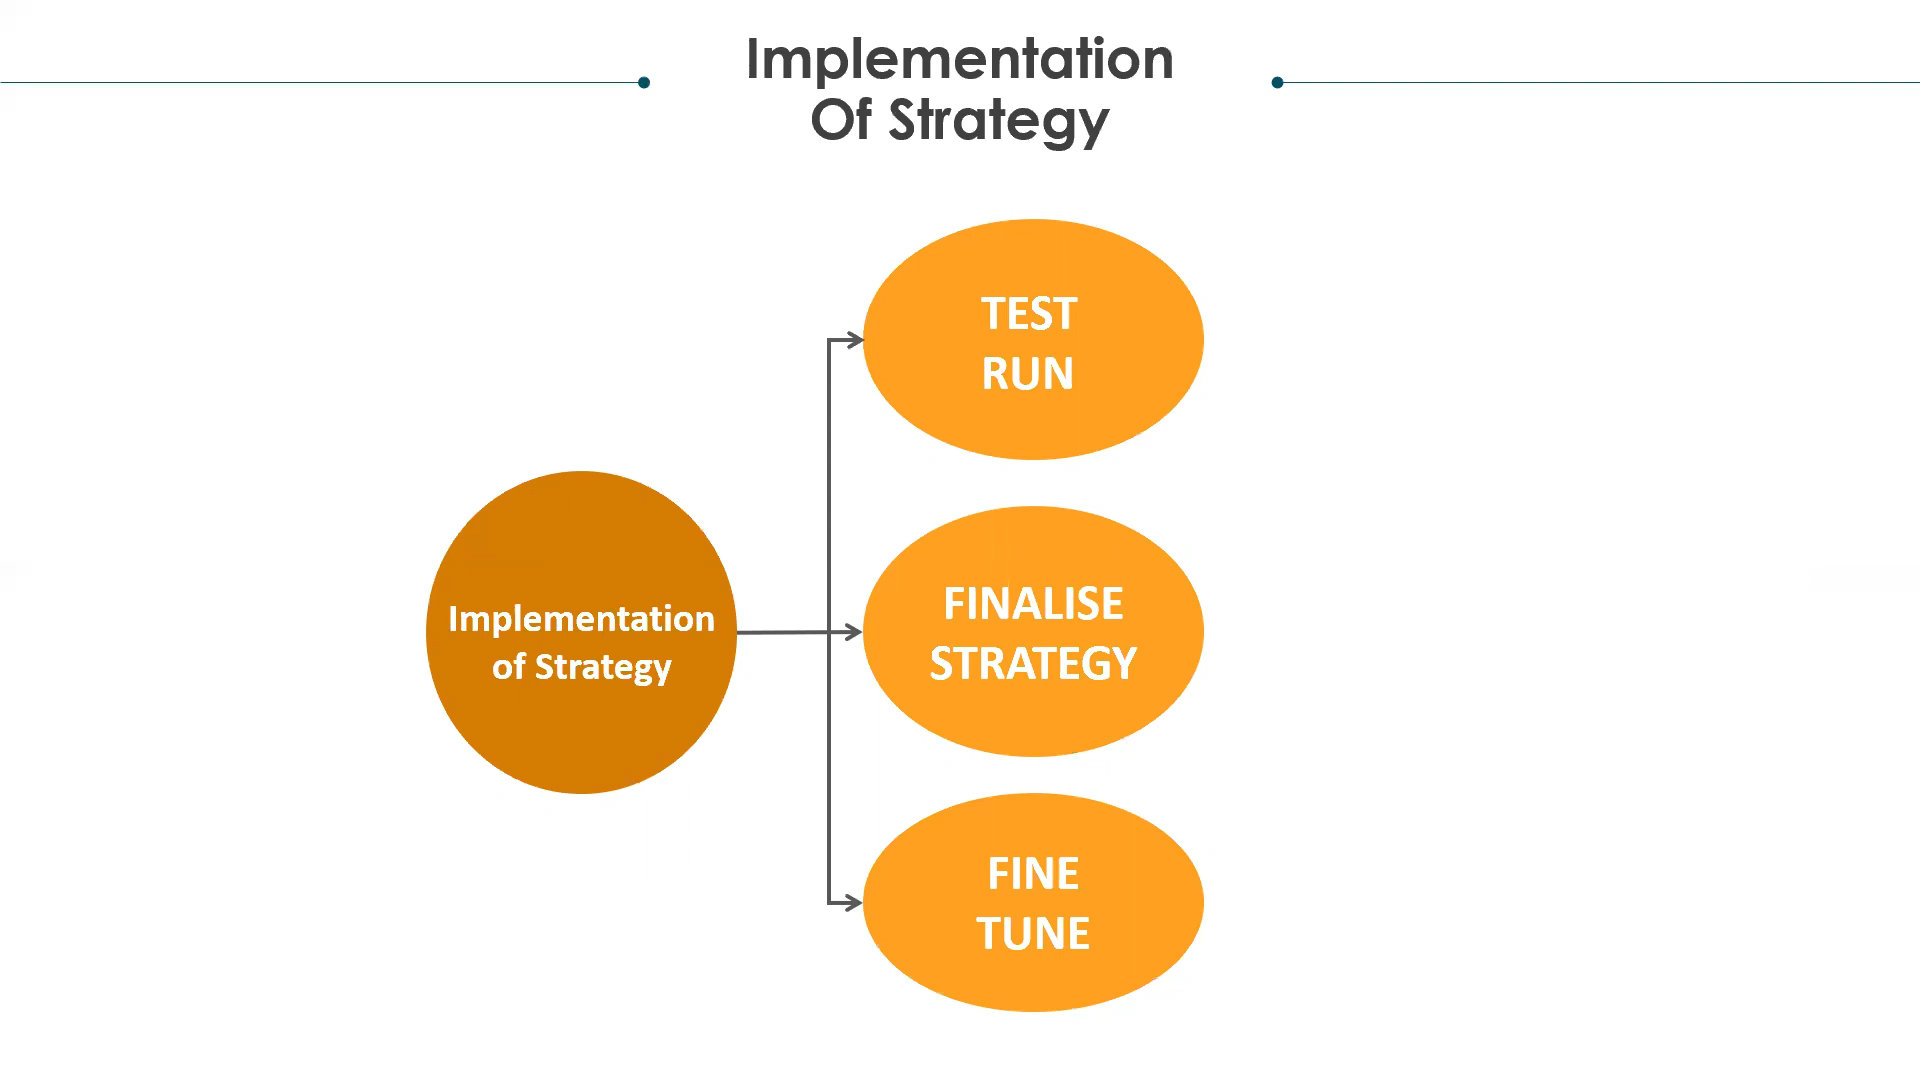 Implementation
Of Strategy
TEST
RUN
Implementation
of Strategy
FINALISE
STRATEGY
FINE
TUNE